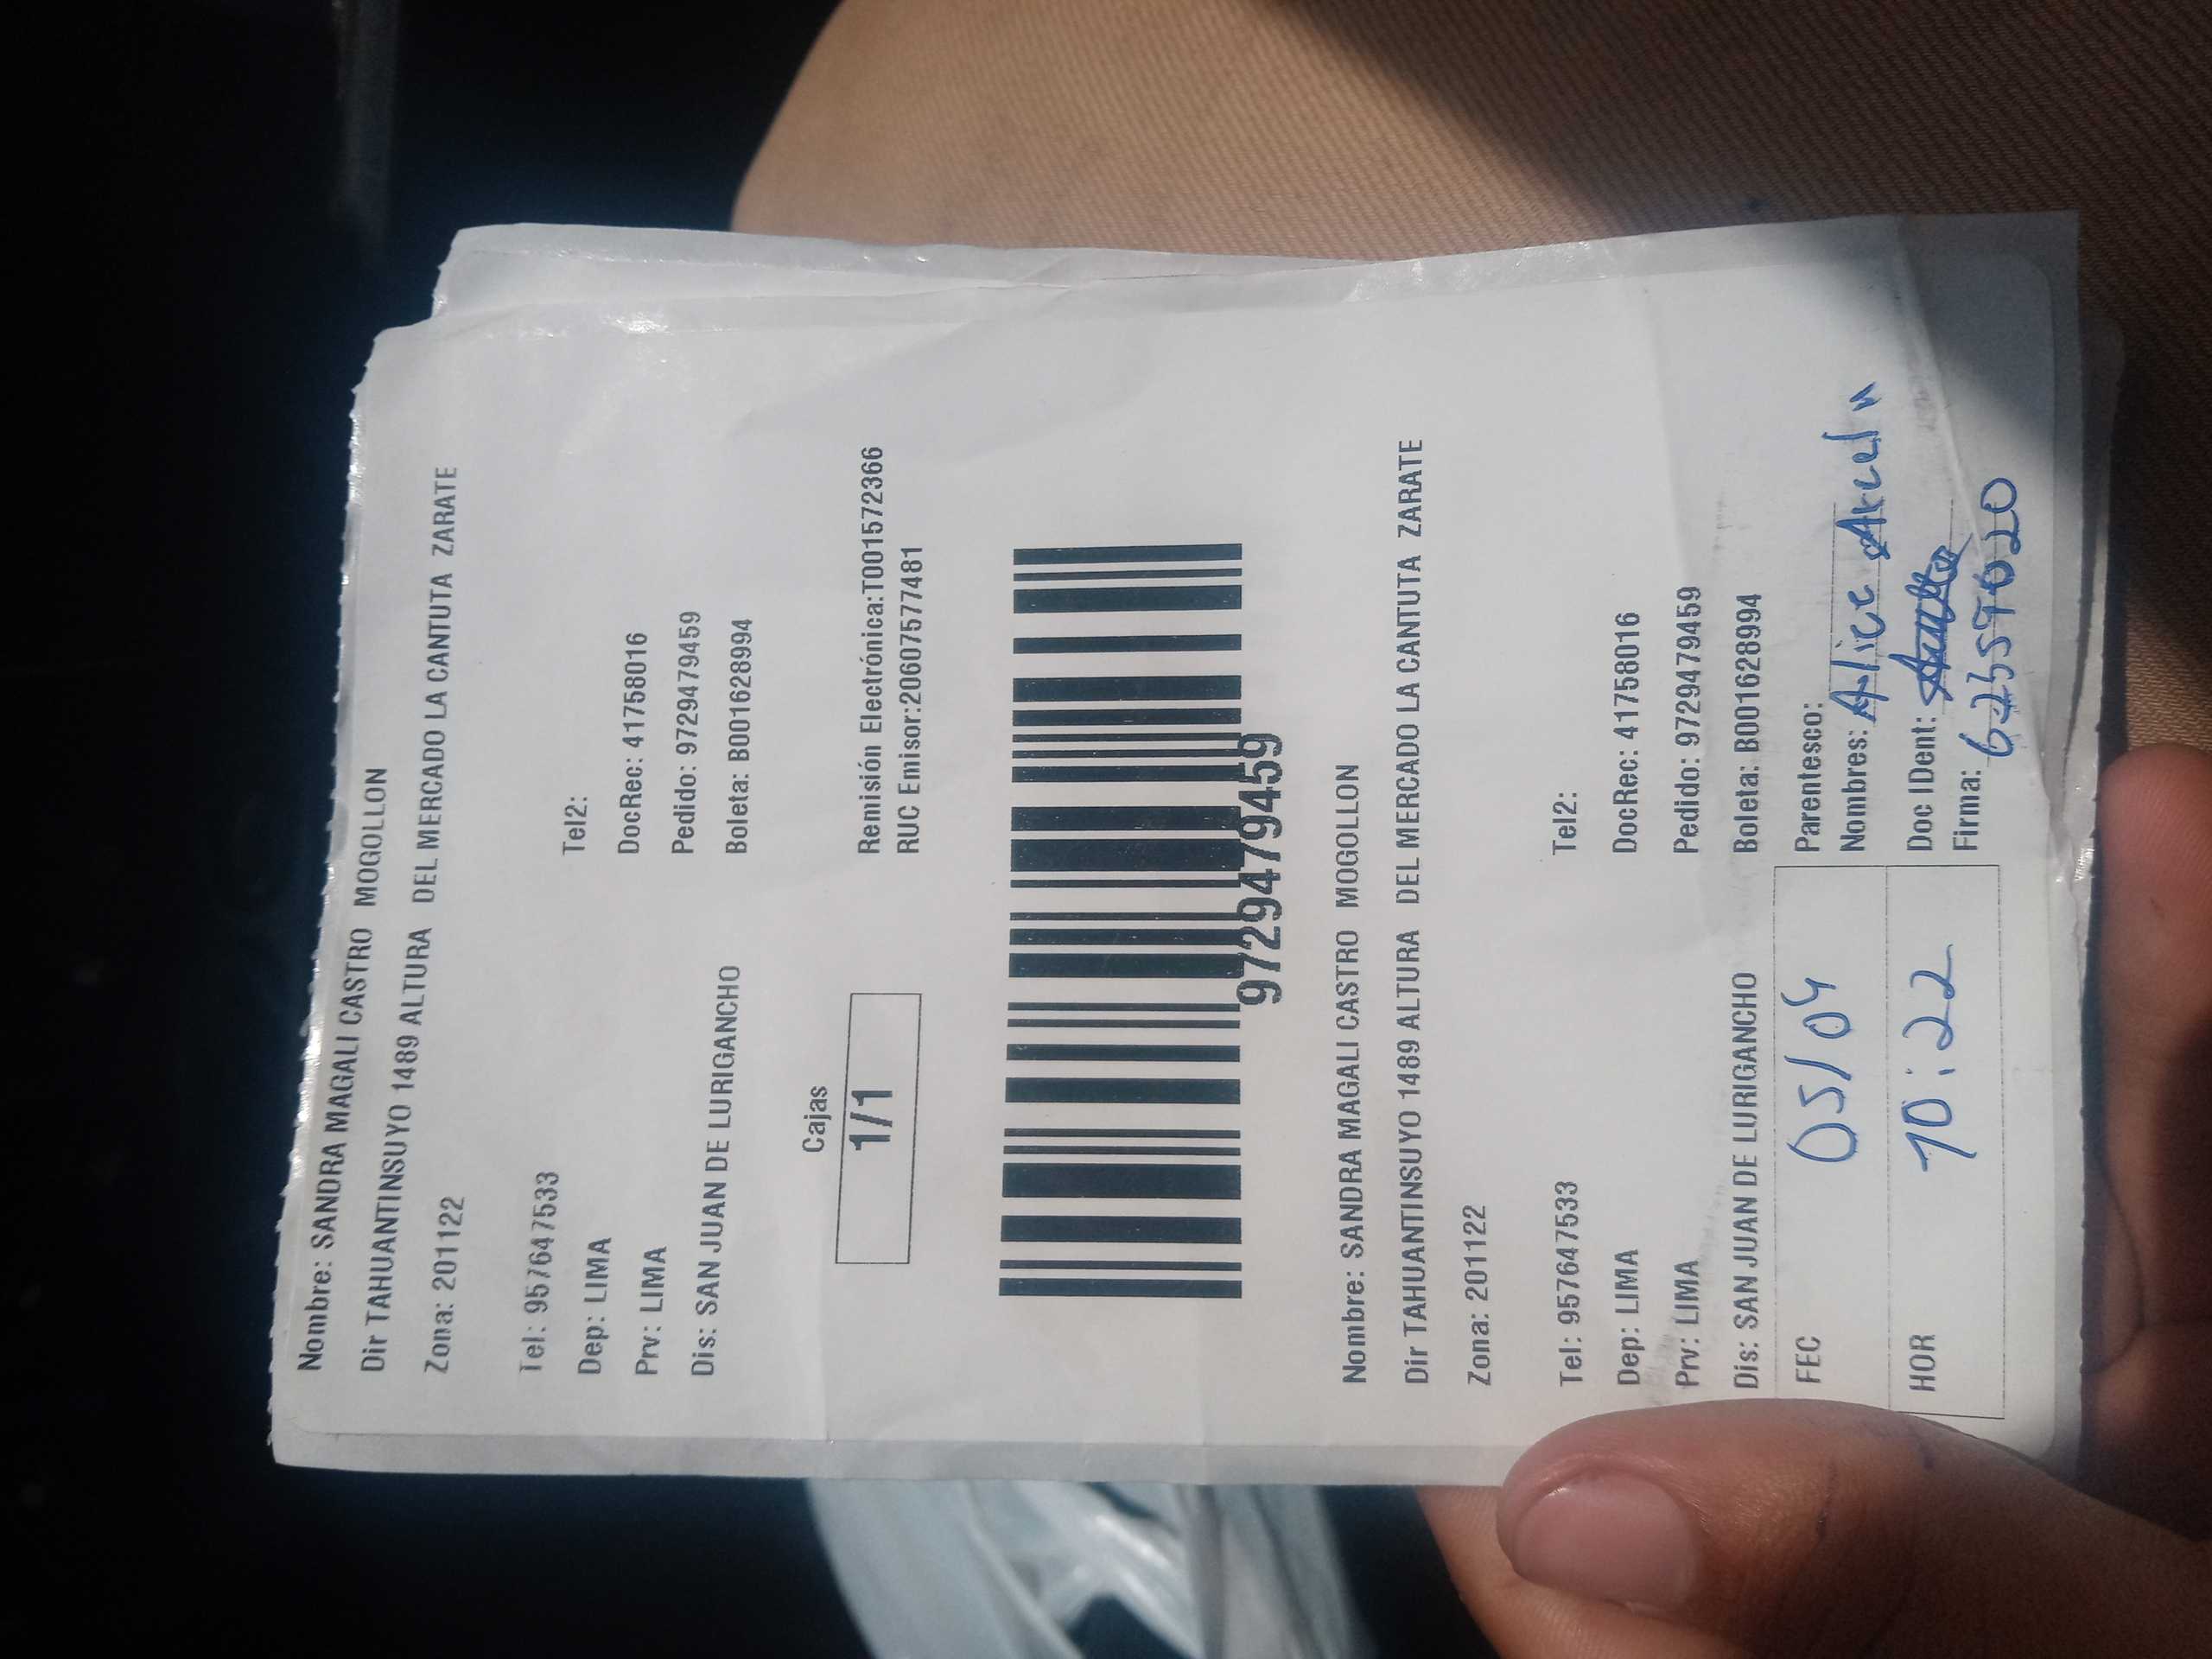 Nombre: SANDRA MAGALI CASTRO MOGOLLON
Dir TAHUANTINSUYO 1489 ALTURA DEL MERCADO LA CANTUTA ZARATE
Zona: 201122
Tel: 957647533 Tel2:
Dep: LIMA DocRec: 41758016
Prv: LIMA Pedido: 9729479459
Dis: SAN JUAN DE LURIGANCHO Boleta: B001628994
Cajas
1/1
Remisión Electrónica:T001572366
RUC Emisor:20607577481
9729479459
Nombre: SANDRA MAGALI CASTRO MOGOLLON
Dir TAHUANTINSUYO 1489 ALTURA DEL MERCADO LA CANTUTA ZARATE
Zona: 201122
Tel: 957647533 Tel2:
Dep: LIMA DocRec: 41758016
Prv: LIMA Pedido: 9729479459
Dis: SAN JUAN DE LURIGANCHO Boleta: B001628994
FEC 05/04 Parentesco:
Nombres: Alice
HOR 10:22 Doc IDent:
Firma: